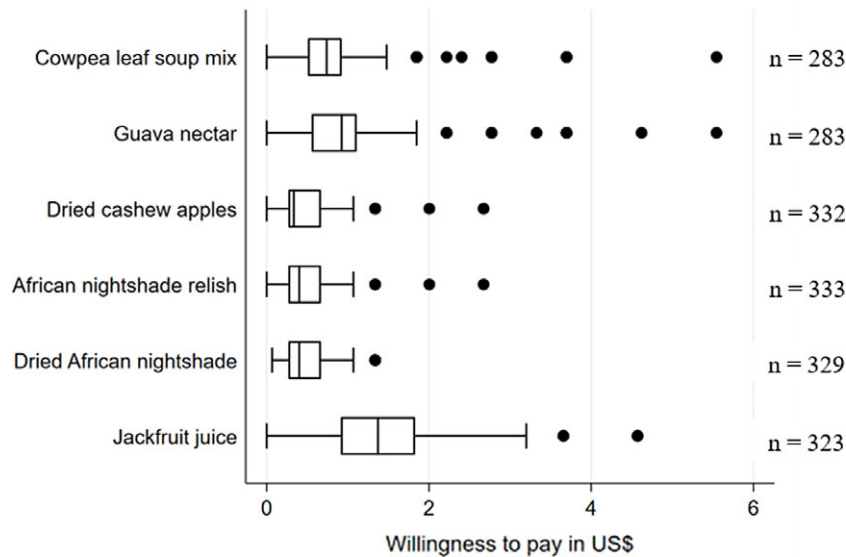 Cowpea leaf soup mix n = 283
Guava nectar n = 283
Dried cashew apples n = 332
African nightshade relish n = 333
Dried African nightshade n = 329
Jackfruit juice n = 323
0 2 4 6
Willingness to pay in US$